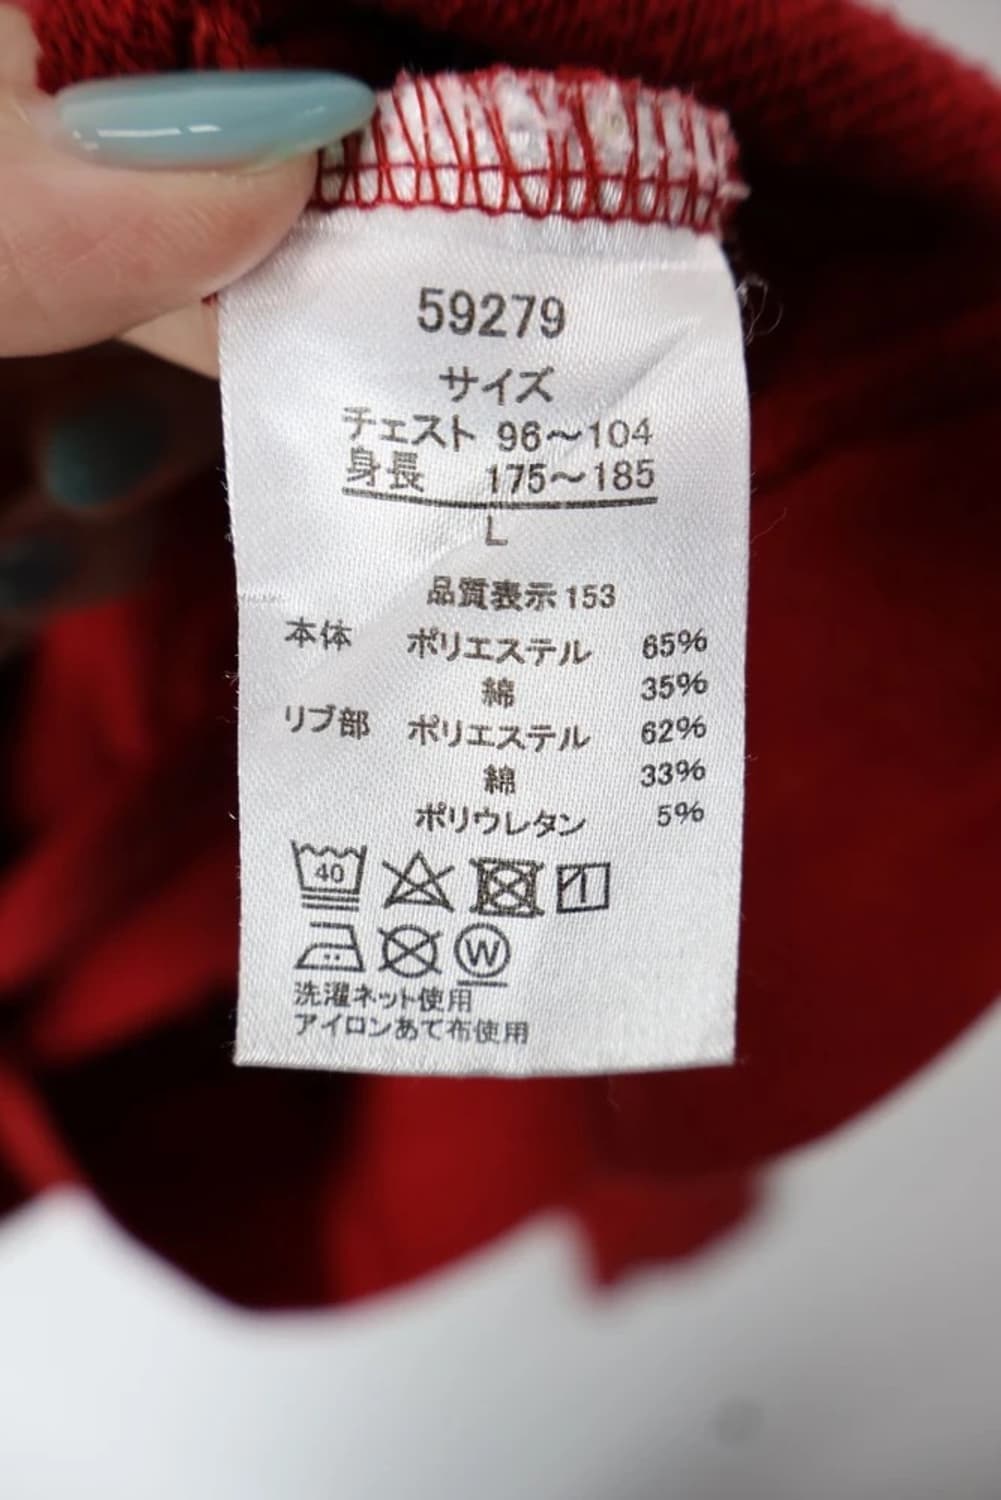 59279
サイズ
チェスト 96～104
身長 175～185
L
品質表示 153
本体 ポリエステル 65%
綿 35%
リブ部 ポリエステル 62%
綿 33%
ポリウレタン 5%
40
W
洗濯ネット使用
アイロンあて布使用